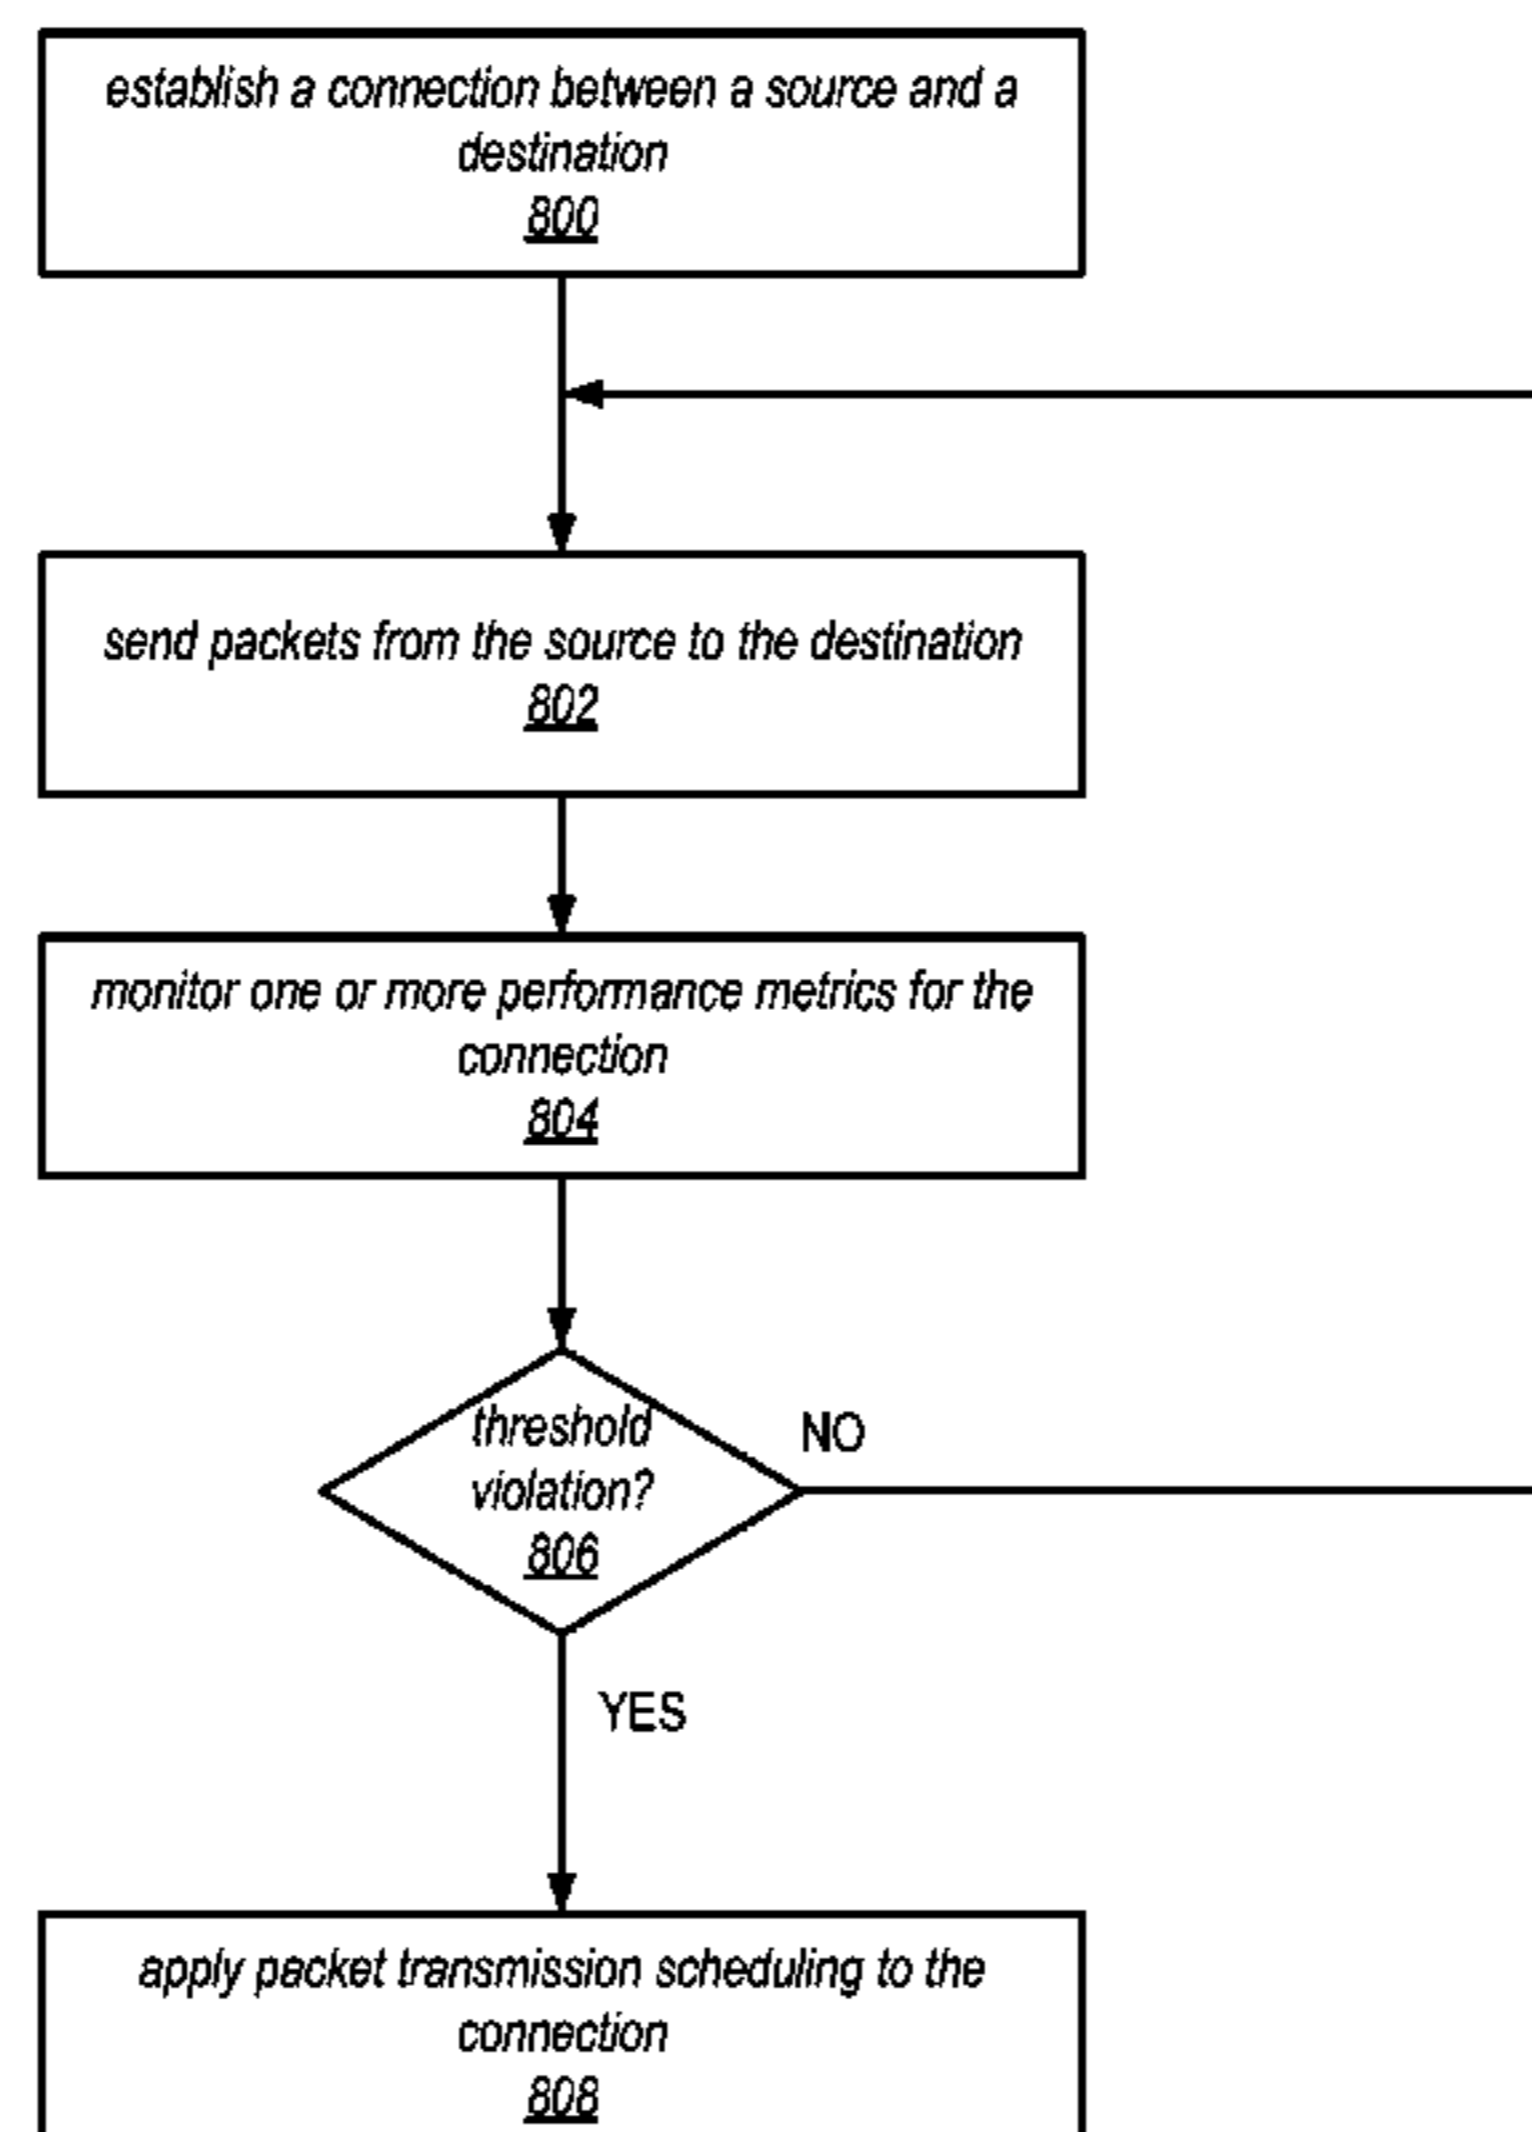 establish a connection between a source and a
destination
800
send packets from the source to the destination
802
monitor one or more performance metrics for the
connection
804
threshold
violation?
806
NO
YES
apply packet transmission scheduling to the
connection
808